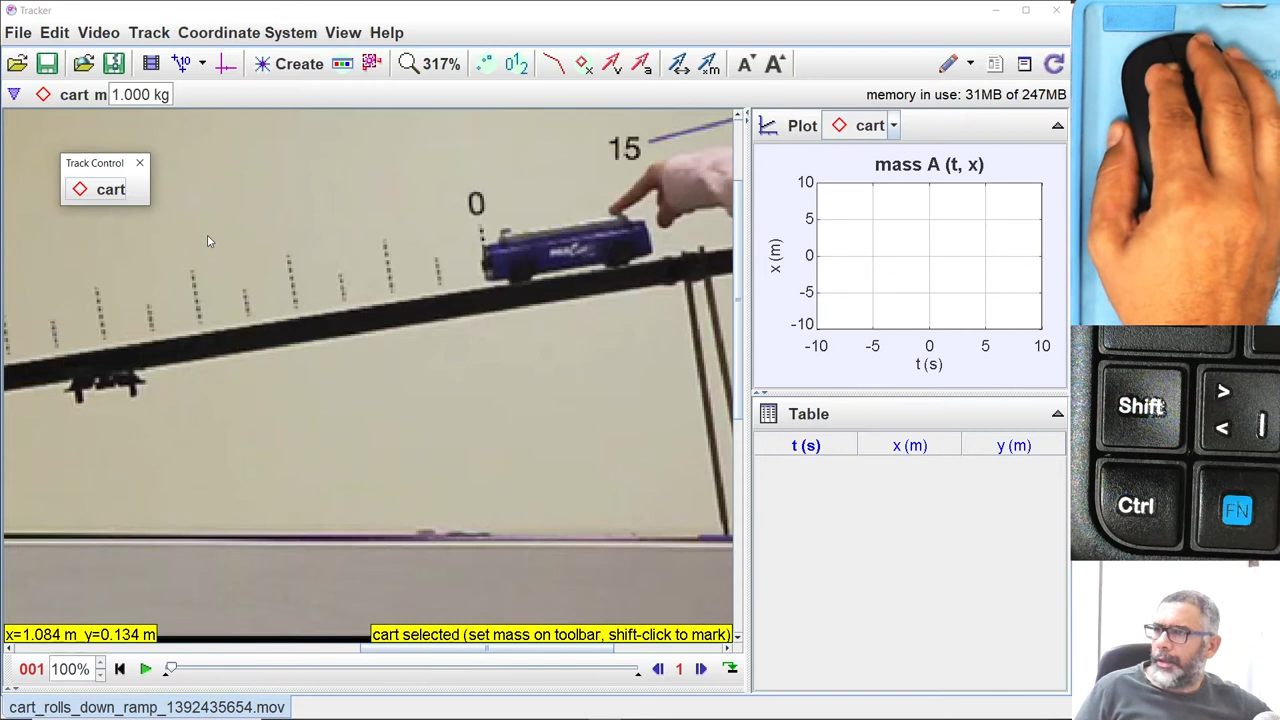 Tracker
File Edit Video Track Coordinate System View Help
Create 317%
cart m 1.000 kg
memory in use: 31MB of 247MB
Track Control
cart
0
15
x=1.084 m y=0.134 m
cart selected (set mass on toolbar, shift-click to mark)
001 100% 1
cart_rolls_down_ramp_1392435654.mov
Plot cart
mass A (t, x)
10
5
0
-5
-10
x (m)
-10 -5 0 5 10
t (s)
Table
t (s) x (m) y (m)
Shift
>
<
|
Ctrl
FN